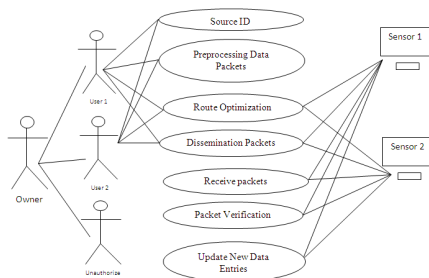 Source ID
Sensor 1
Preprocessing Data
Packets
User 1
Route Optimization
Dissemination Packets
Sensor 2
User 2
Owner
Receive packets
Packet Verification
Update New Data
Entries
Unauthorize